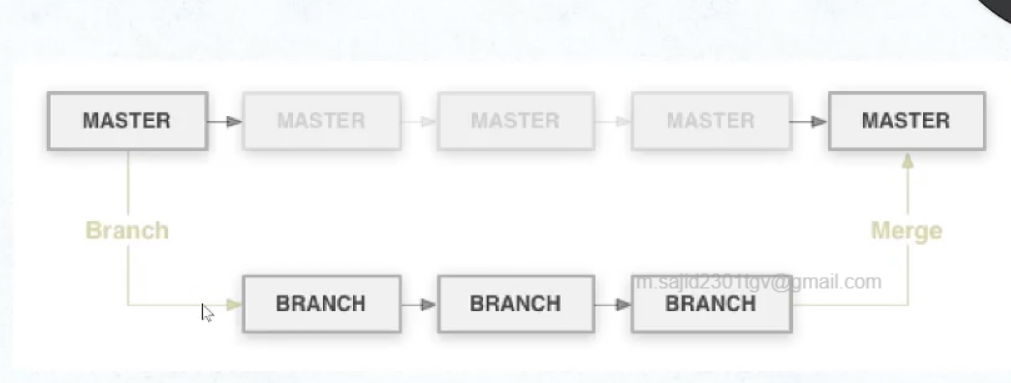 MASTER MASTER MASTER MASTER MASTER
Branch Merge
m.sajid2301tgv@gmail.com
BRANCH BRANCH BRANCH